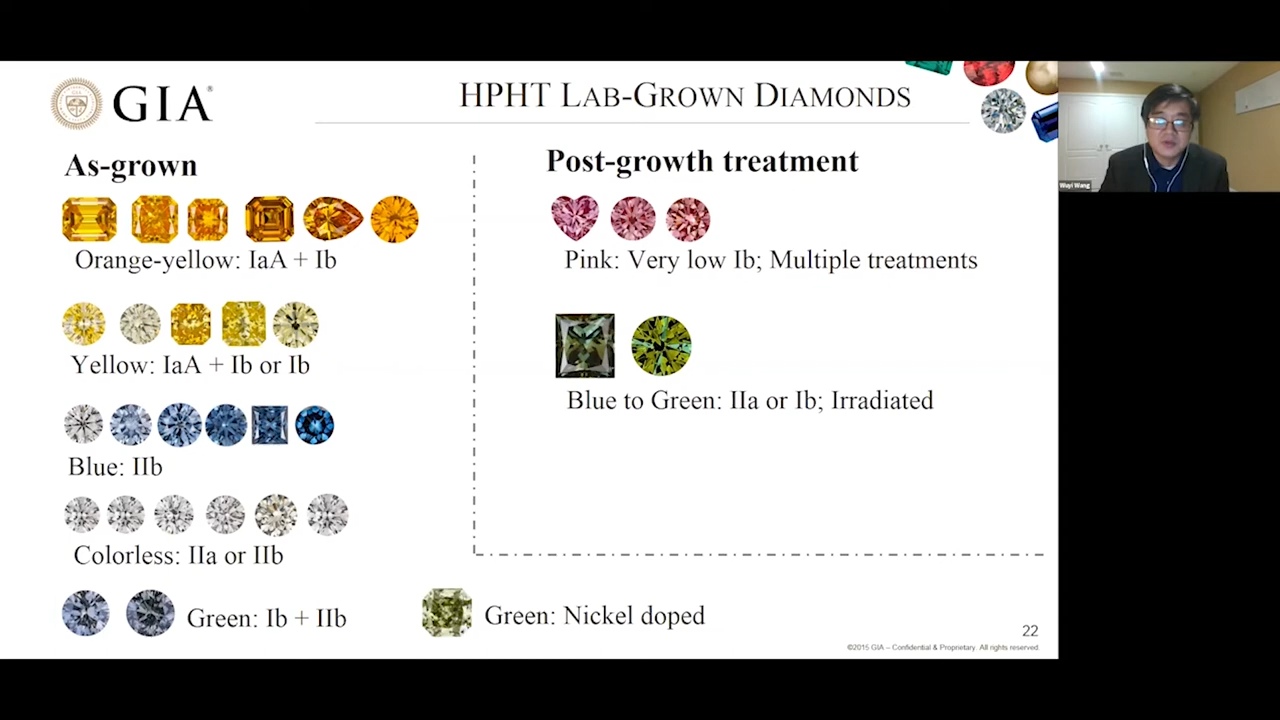 GIA®
HPHT LAB-GROWN DIAMONDS
As-grown
Orange-yellow: IaA + Ib
Yellow: IaA + Ib or Ib
Blue: IIb
Colorless: IIa or IIb
Green: Ib + IIb
Green: Nickel doped
Post-growth treatment
Pink: Very low Ib; Multiple treatments
Blue to Green: IIa or Ib; Irradiated
22
©2015 GIA – Confidential & Proprietary. All rights reserved.
Wuyi Wang